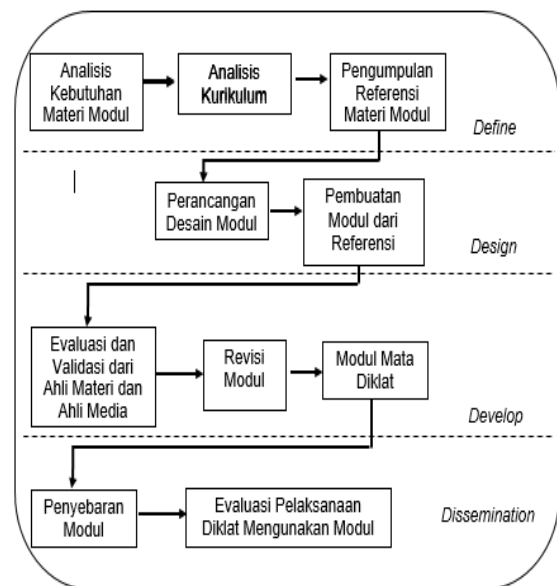 Analisis
Kebutuhan
Materi Modul
Analisis
Kurikulum
Pengumpulan
Referensi
Materi Modul
Define
Perancangan
Desain Modul
Pembuatan
Modul dari
Referensi
Design
Evaluasi dan
Validasi dari
Ahli Materi dan
Ahli Media
Revisi
Modul
Modul Mata
Diklat
Develop
Penyebaran
Modul
Evaluasi Pelaksanaan
Diklat Mengunakan Modul
Dissemination